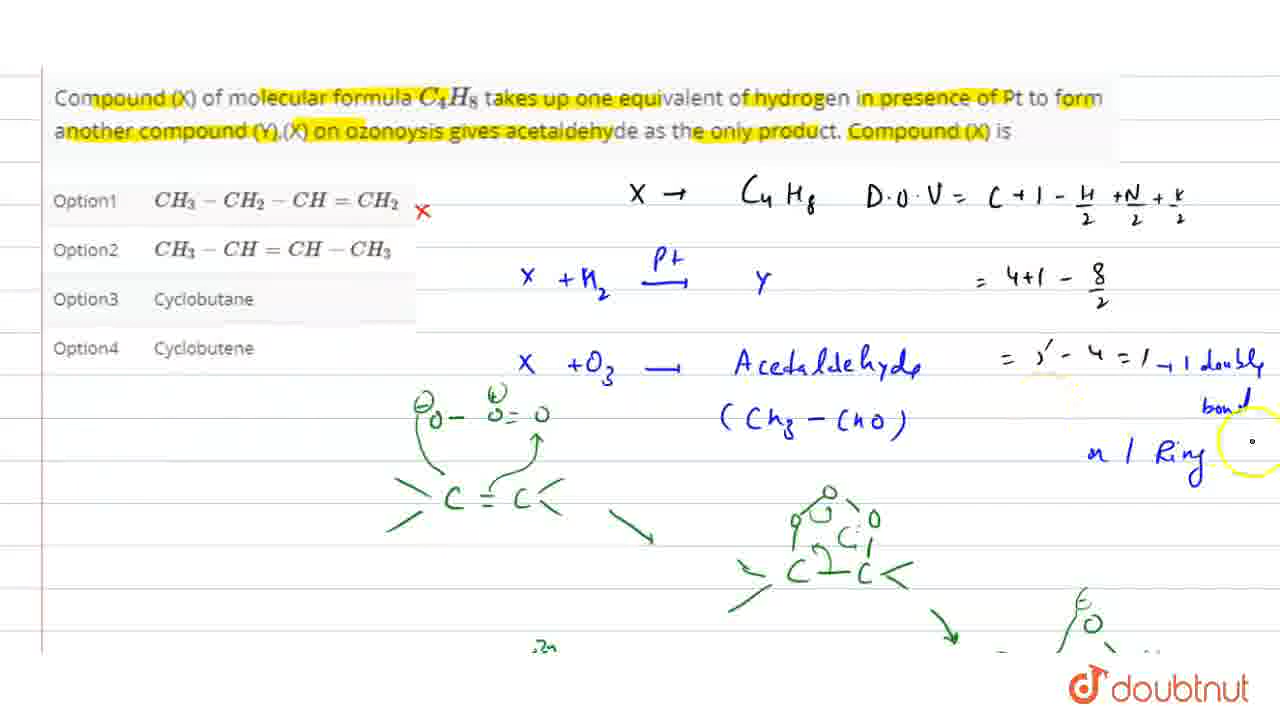 Compound (X) of molecular formula C₄H₈ takes up one equivalent of hydrogen in presence of Pt to form
another compound (Y).(X) on ozonoysis gives acetaldehyde as the only product. Compound (X) is
Option1 CH₃ − CH₂ − CH = CH₂ ×
Option2 CH₃ − CH = CH − CH₃
Option3 Cyclobutane
Option4 Cyclobutene
X → C₄H₈ D.O.U = C + 1 − H/2 + N/2 + X/2
X + H₂ Pt → Y
= 4+1 − 8/2
X + O₃ → Acetaldehyde
= 5 − 4 = 1 → 1 double
bond
(CH₃ − CHO)
or 1 Ring
⊖O − O⊕ = O
C = C
O
O O
C − C
O
doubtnut